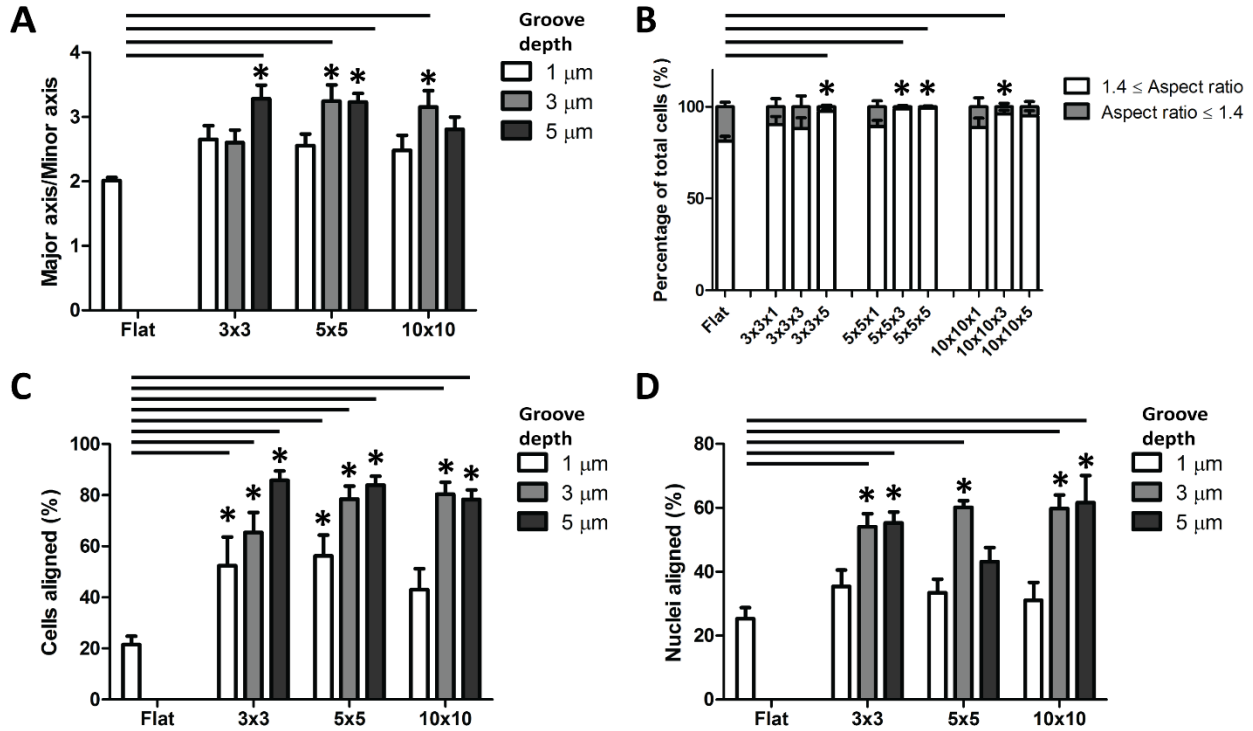 A
Groove
depth
1 μm
3 μm
5 μm
Major axis/Minor axis
4
3
2
1
0
* * * *
Flat 3x3 5x5 10x10
B
1.4 ≤ Aspect ratio
Aspect ratio ≤ 1.4
Percentage of total cells (%)
100
50
0
* * * *
Flat 3x3x1 3x3x3 3x3x5 5x5x1 5x5x3 5x5x5 10x10x1 10x10x3 10x10x5
C
Groove
depth
1 μm
3 μm
5 μm
Cells aligned (%)
100
80
60
40
20
0
* * * * * * * *
Flat 3x3 5x5 10x10
D
Groove
depth
1 μm
3 μm
5 μm
Nuclei aligned (%)
80
60
40
20
0
* * * * *
Flat 3x3 5x5 10x10